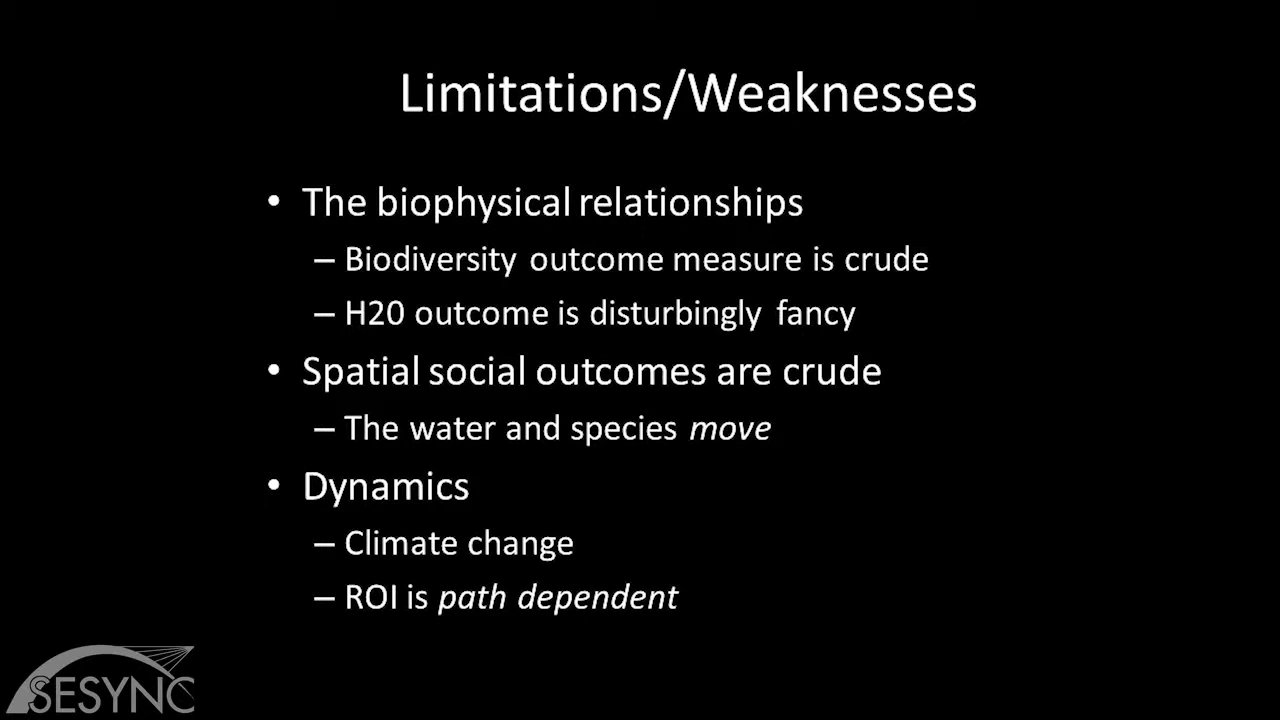 Limitations/Weaknesses
• The biophysical relationships
– Biodiversity outcome measure is crude
– H20 outcome is disturbingly fancy
• Spatial social outcomes are crude
– The water and species move
• Dynamics
– Climate change
– ROI is path dependent
SESYNC